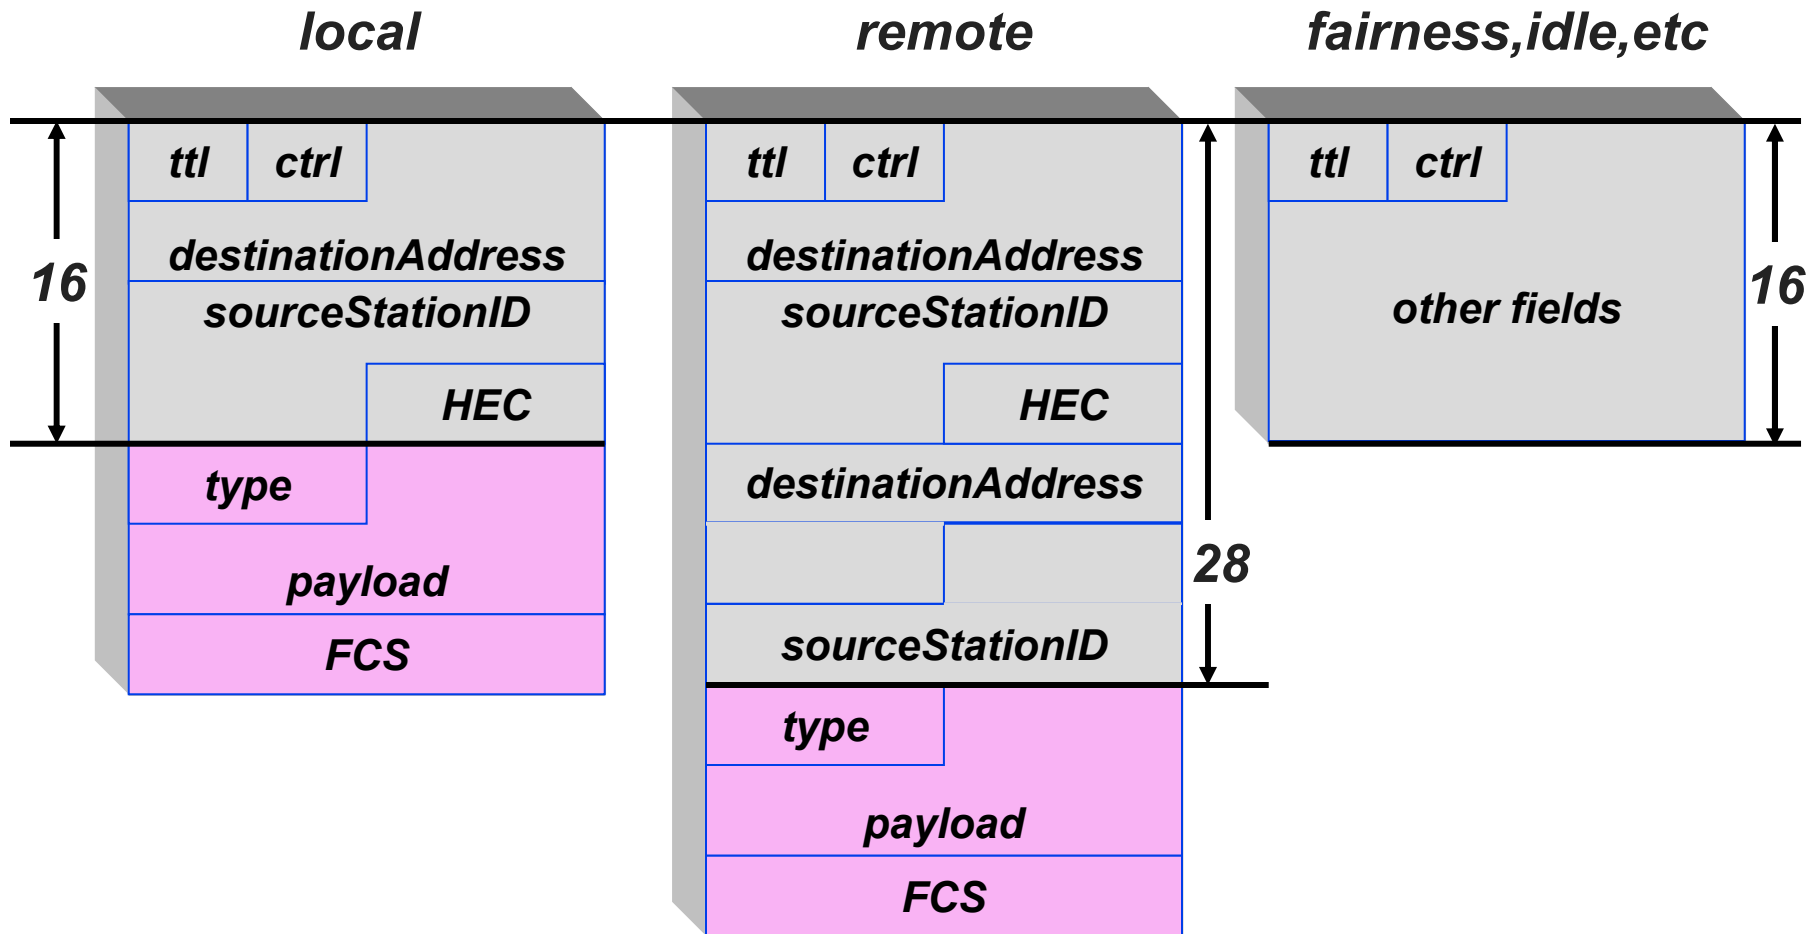 local
ttl ctrl
destinationAddress
sourceStationID
HEC
type
payload
FCS
16
remote
ttl ctrl
destinationAddress
sourceStationID
HEC
destinationAddress
sourceStationID
type
payload
FCS
28
fairness,idle,etc
ttl ctrl
other fields
16